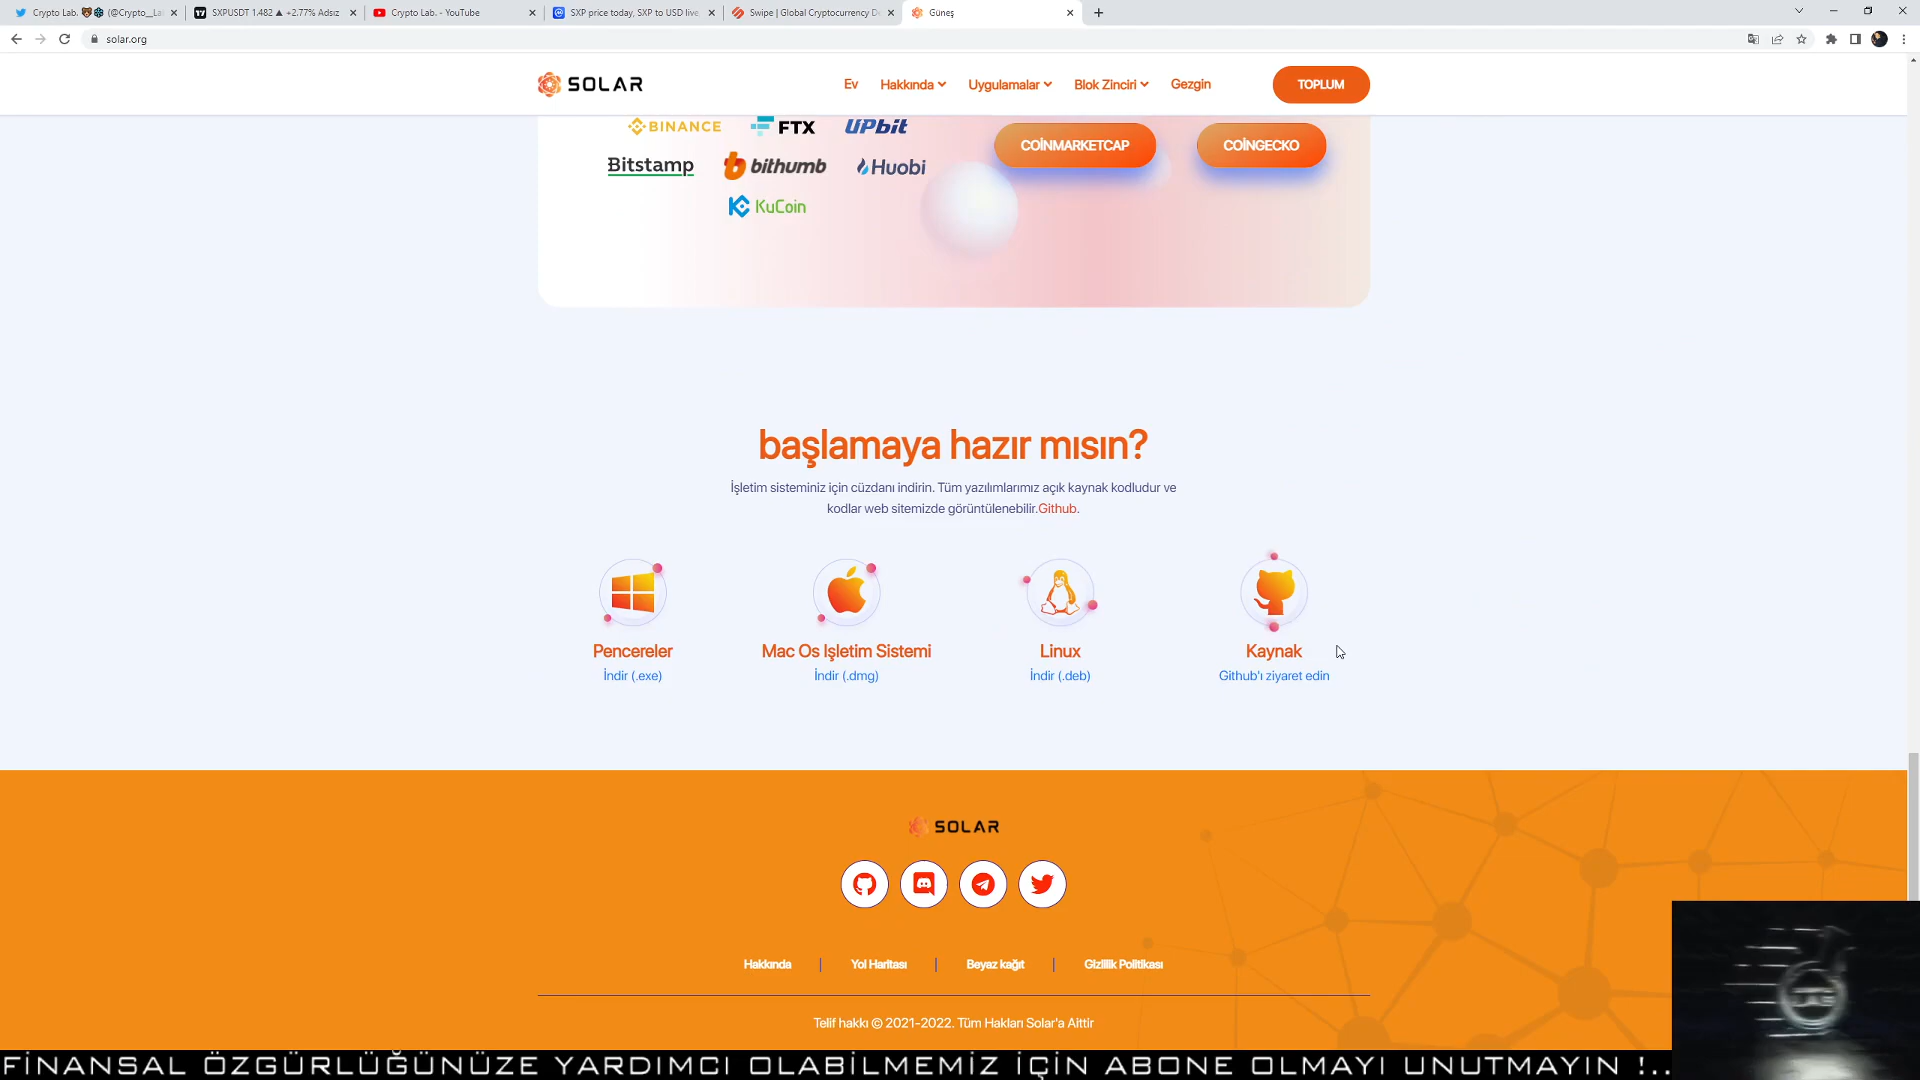 Crypto Lab. 🐻 (@Crypto__La
SXPUSDT 1.482 ▲ +2.77% Adsız
Crypto Lab. - YouTube
SXP price today, SXP to USD live
Swipe | Global Cryptocurrency De
Güneş
solar.org
SOLAR
Ev
Hakkında
Uygulamalar
Blok Zinciri
Gezgin
TOPLUM
BINANCE
FTX
UPbit
COİNMARKETCAP
COİNGECKO
Bitstamp
bithumb
Huobi
KuCoin
başlamaya hazır mısın?
İşletim sisteminiz için cüzdanı indirin. Tüm yazılımlarımız açık kaynak kodludur ve
kodlar web sitemizde görüntülenebilir.Github.
Pencereler
Mac Os Işletim Sistemi
Linux
Kaynak
İndir (.exe)
İndir (.dmg)
İndir (.deb)
Github'ı ziyaret edin
SOLAR
Hakkında | Yol Haritası | Beyaz kağıt | Gizlilik Politikası
Telif hakkı © 2021-2022. Tüm Hakları Solar'a Aittir
FİNANSAL ÖZGÜRLÜĞÜNÜZE YARDIMCI OLABİLMEMİZ İÇİN ABONE OLMAYI UNUTMAYIN !..